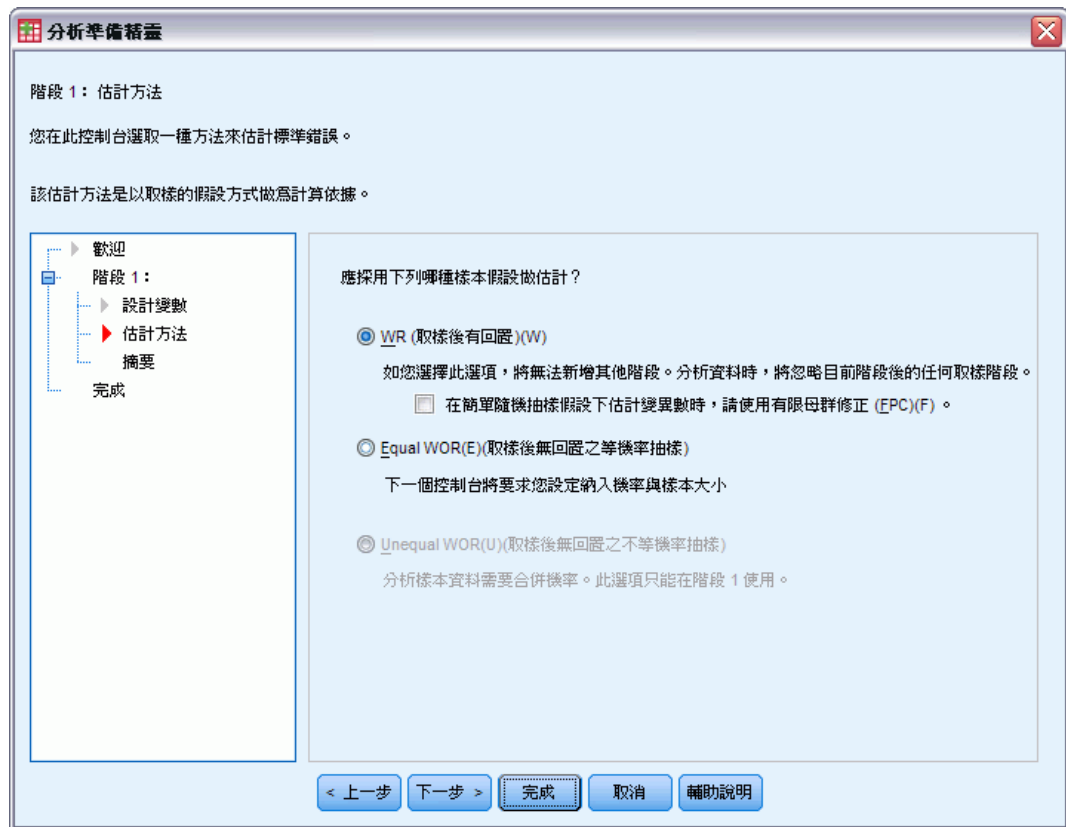 分析準備精靈
階段 1：估計方法
您在此控制台選取一種方法來估計標準錯誤。
該估計方法是以取樣的假設方式做為計算依據。
歡迎
階段 1：
設計變數
估計方法
摘要
完成
應採用下列哪種樣本假設做估計？
WR (取樣後有回置)(W)
如您選擇此選項，將無法新增其他階段。分析資料時，將忽略目前階段後的任何取樣階段。
在簡單隨機抽樣假設下估計變異數時，請使用有限母群修正 (FPC)(F)。
Equal WOR(E)(取樣後無回置之等機率抽樣)
下一個控制台將要求您設定納入機率與樣本大小
Unequal WOR(U)(取樣後無回置之不等機率抽樣)
分析樣本資料需要合併機率。此選項只能在階段 1 使用。
< 上一步 下一步 > 完成 取消 輔助說明